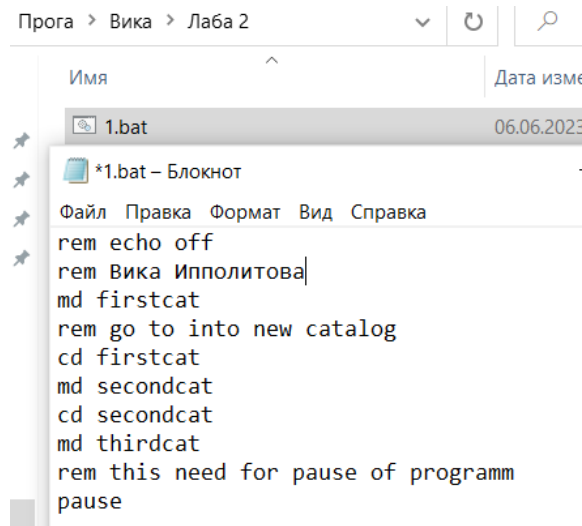 Прога > Вика > Лаба 2
Имя
Дата изме
1.bat
06.06.2023
*1.bat – Блокнот
Файл Правка Формат Вид Справка
rem echo off
rem Вика Ипполитова
md firstcat
rem go to into new catalog
cd firstcat
md secondcat
cd secondcat
md thirdcat
rem this need for pause of programm
pause